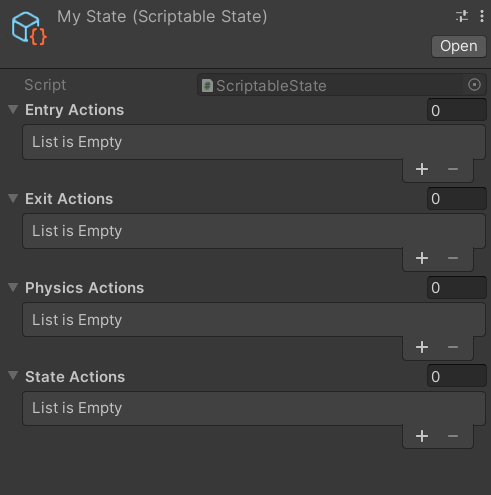 My State (Scriptable State)
Open
Script ScriptableState
Entry Actions 0
List is Empty
+ −
Exit Actions 0
List is Empty
+ −
Physics Actions 0
List is Empty
+ −
State Actions 0
List is Empty
+ −